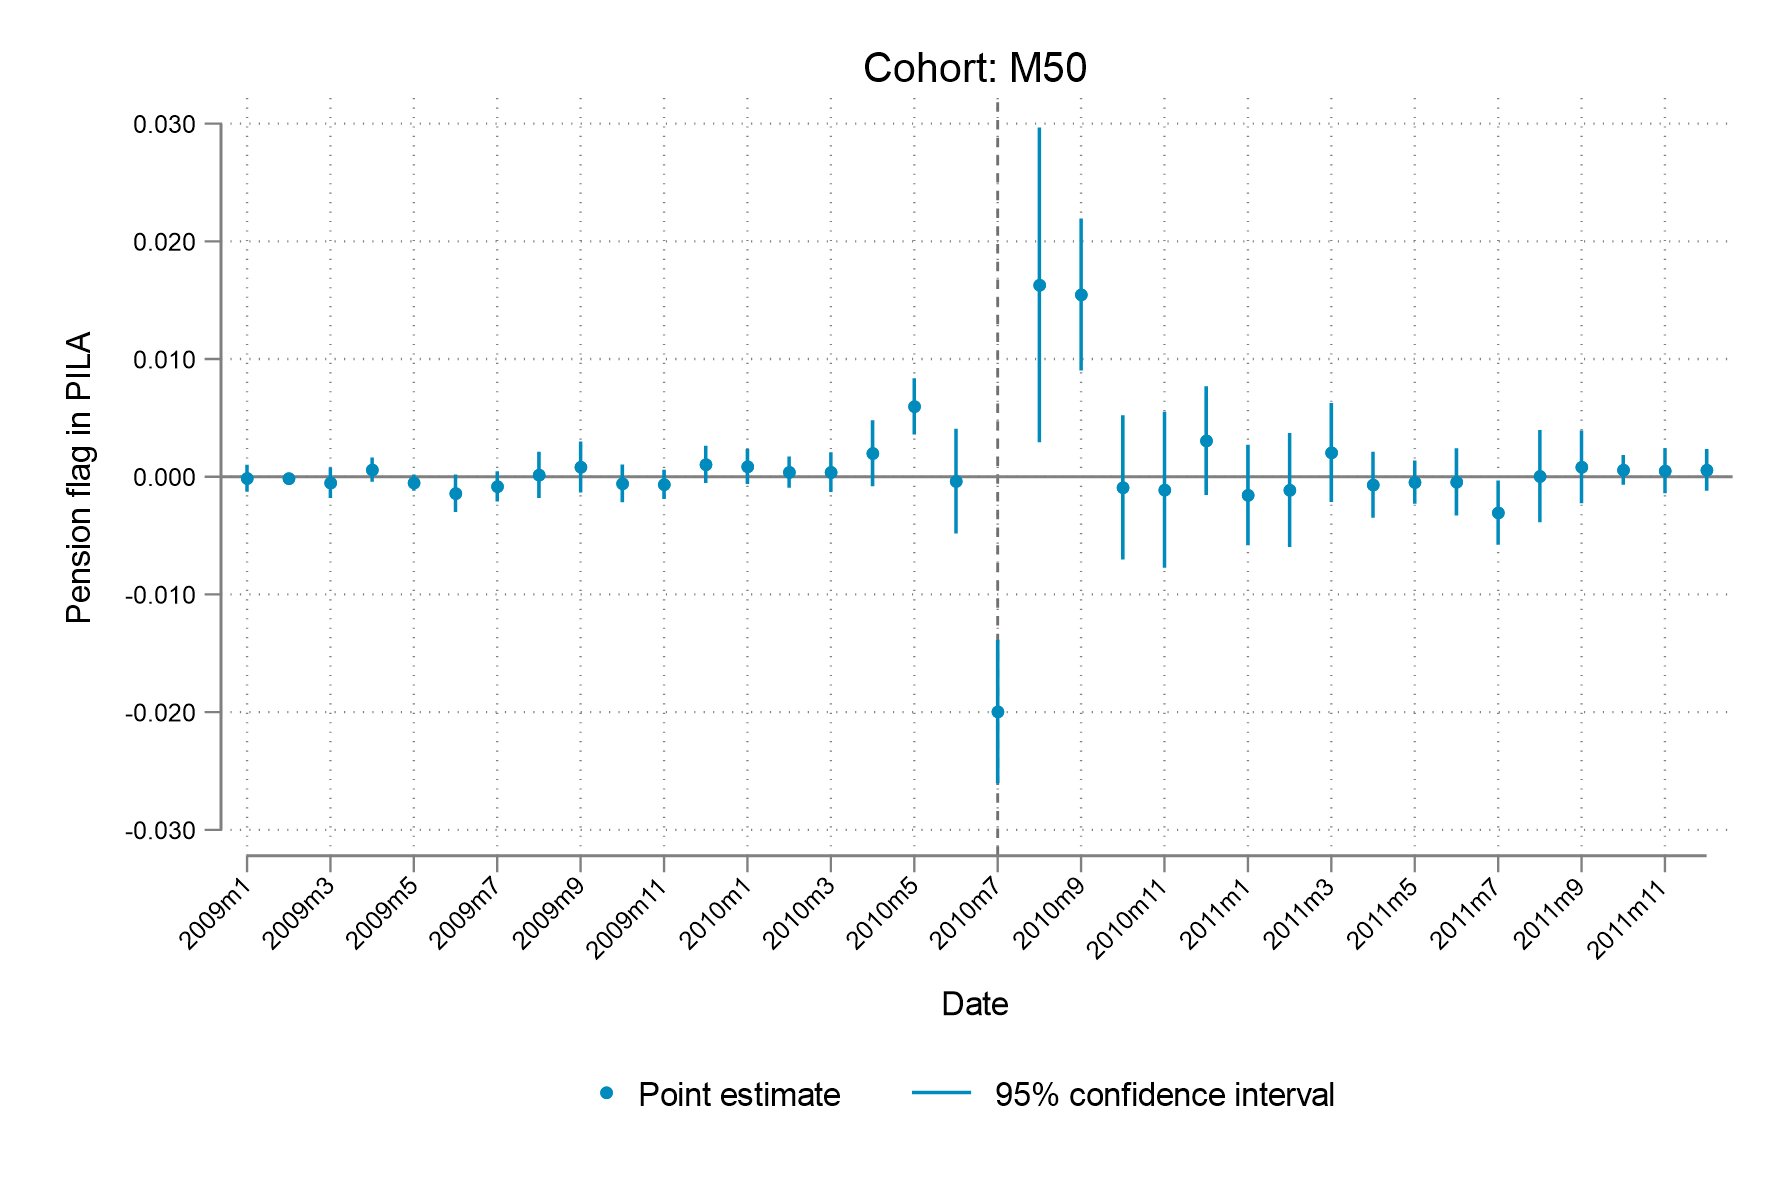 Cohort: M50
Pension flag in PILA
0.030
0.020
0.010
0.000
-0.010
-0.020
-0.030
2009m1
2009m3
2009m5
2009m7
2009m9
2009m11
2010m1
2010m3
2010m5
2010m7
2010m9
2010m11
2011m1
2011m3
2011m5
2011m7
2011m9
2011m11
Date
Point estimate
95% confidence interval